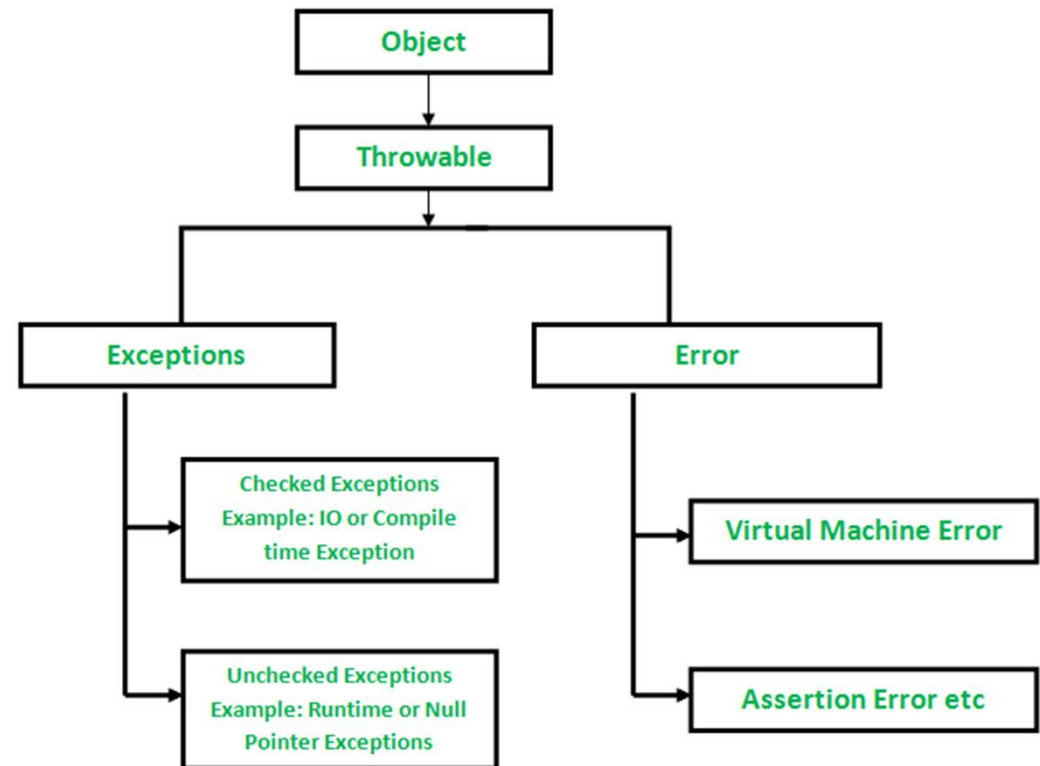 Object
Throwable
Exceptions
Error
Checked Exceptions
Example: IO or Compile
time Exception
Virtual Machine Error
Unchecked Exceptions
Example: Runtime or Null
Pointer Exceptions
Assertion Error etc